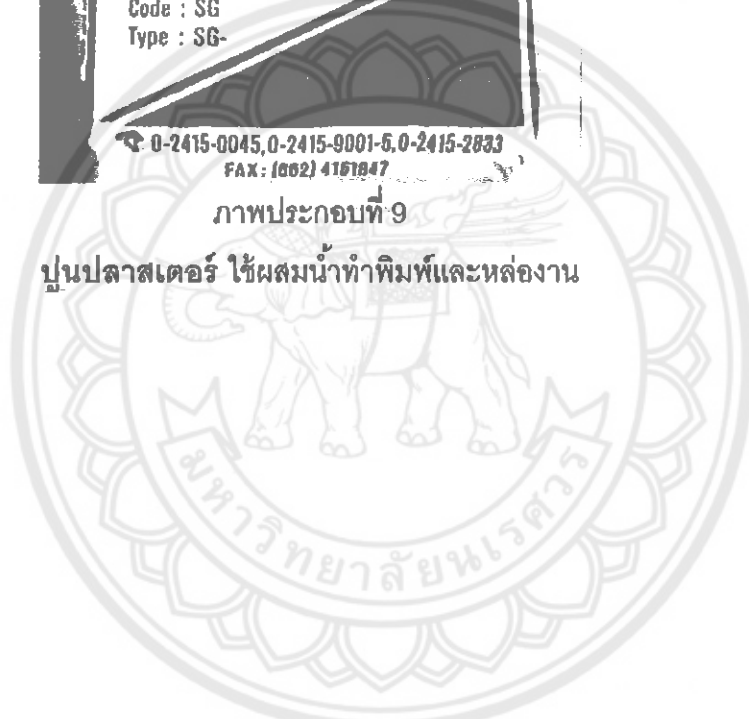 Code : SG
Type : SG-
0-2415-0045,0-2415-9001-5,0-2415-2833
FAX: (662) 4151847
ภาพประกอบที่ 9
ปูนปลาสเตอร์ ใช้ผสมน้ำทำพิมพ์และหล่องาน
มหาวิทยาลัยนเรศวร